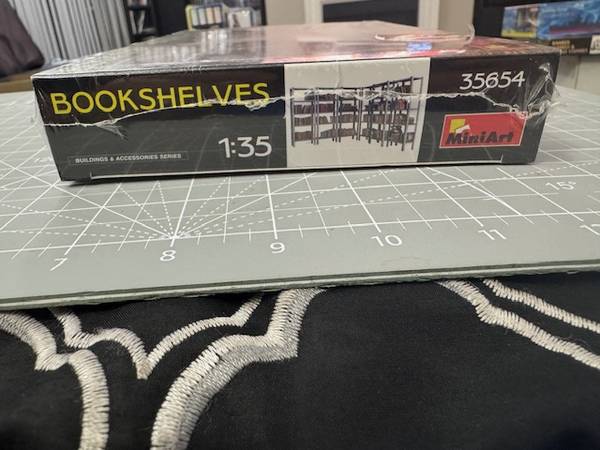 BOOKSHELVES
35654
MiniArt
1:35
BUILDINGS & ACCESSORIES SERIES
15°
7
8
9
10
11